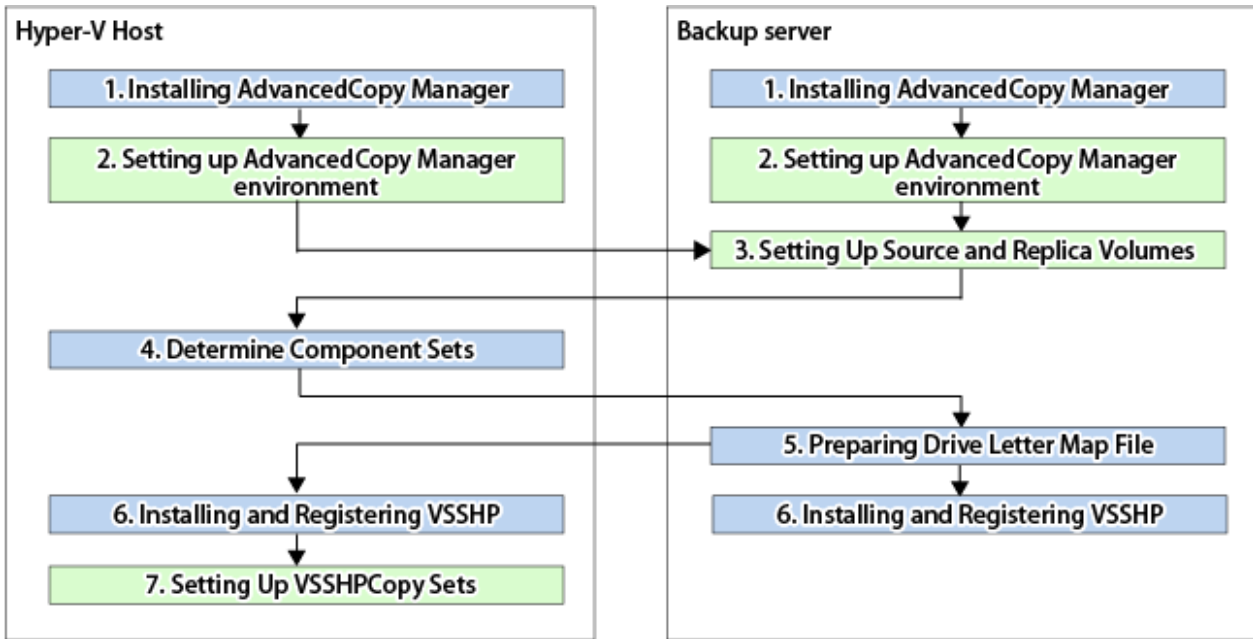 Hyper-V Host
1. Installing AdvancedCopy Manager
2. Setting up AdvancedCopy Manager
environment
4. Determine Component Sets
6. Installing and Registering VSSHP
7. Setting Up VSSHPCopy Sets
Backup server
1. Installing AdvancedCopy Manager
2. Setting up AdvancedCopy Manager
environment
3. Setting Up Source and Replica Volumes
5. Preparing Drive Letter Map File
6. Installing and Registering VSSHP